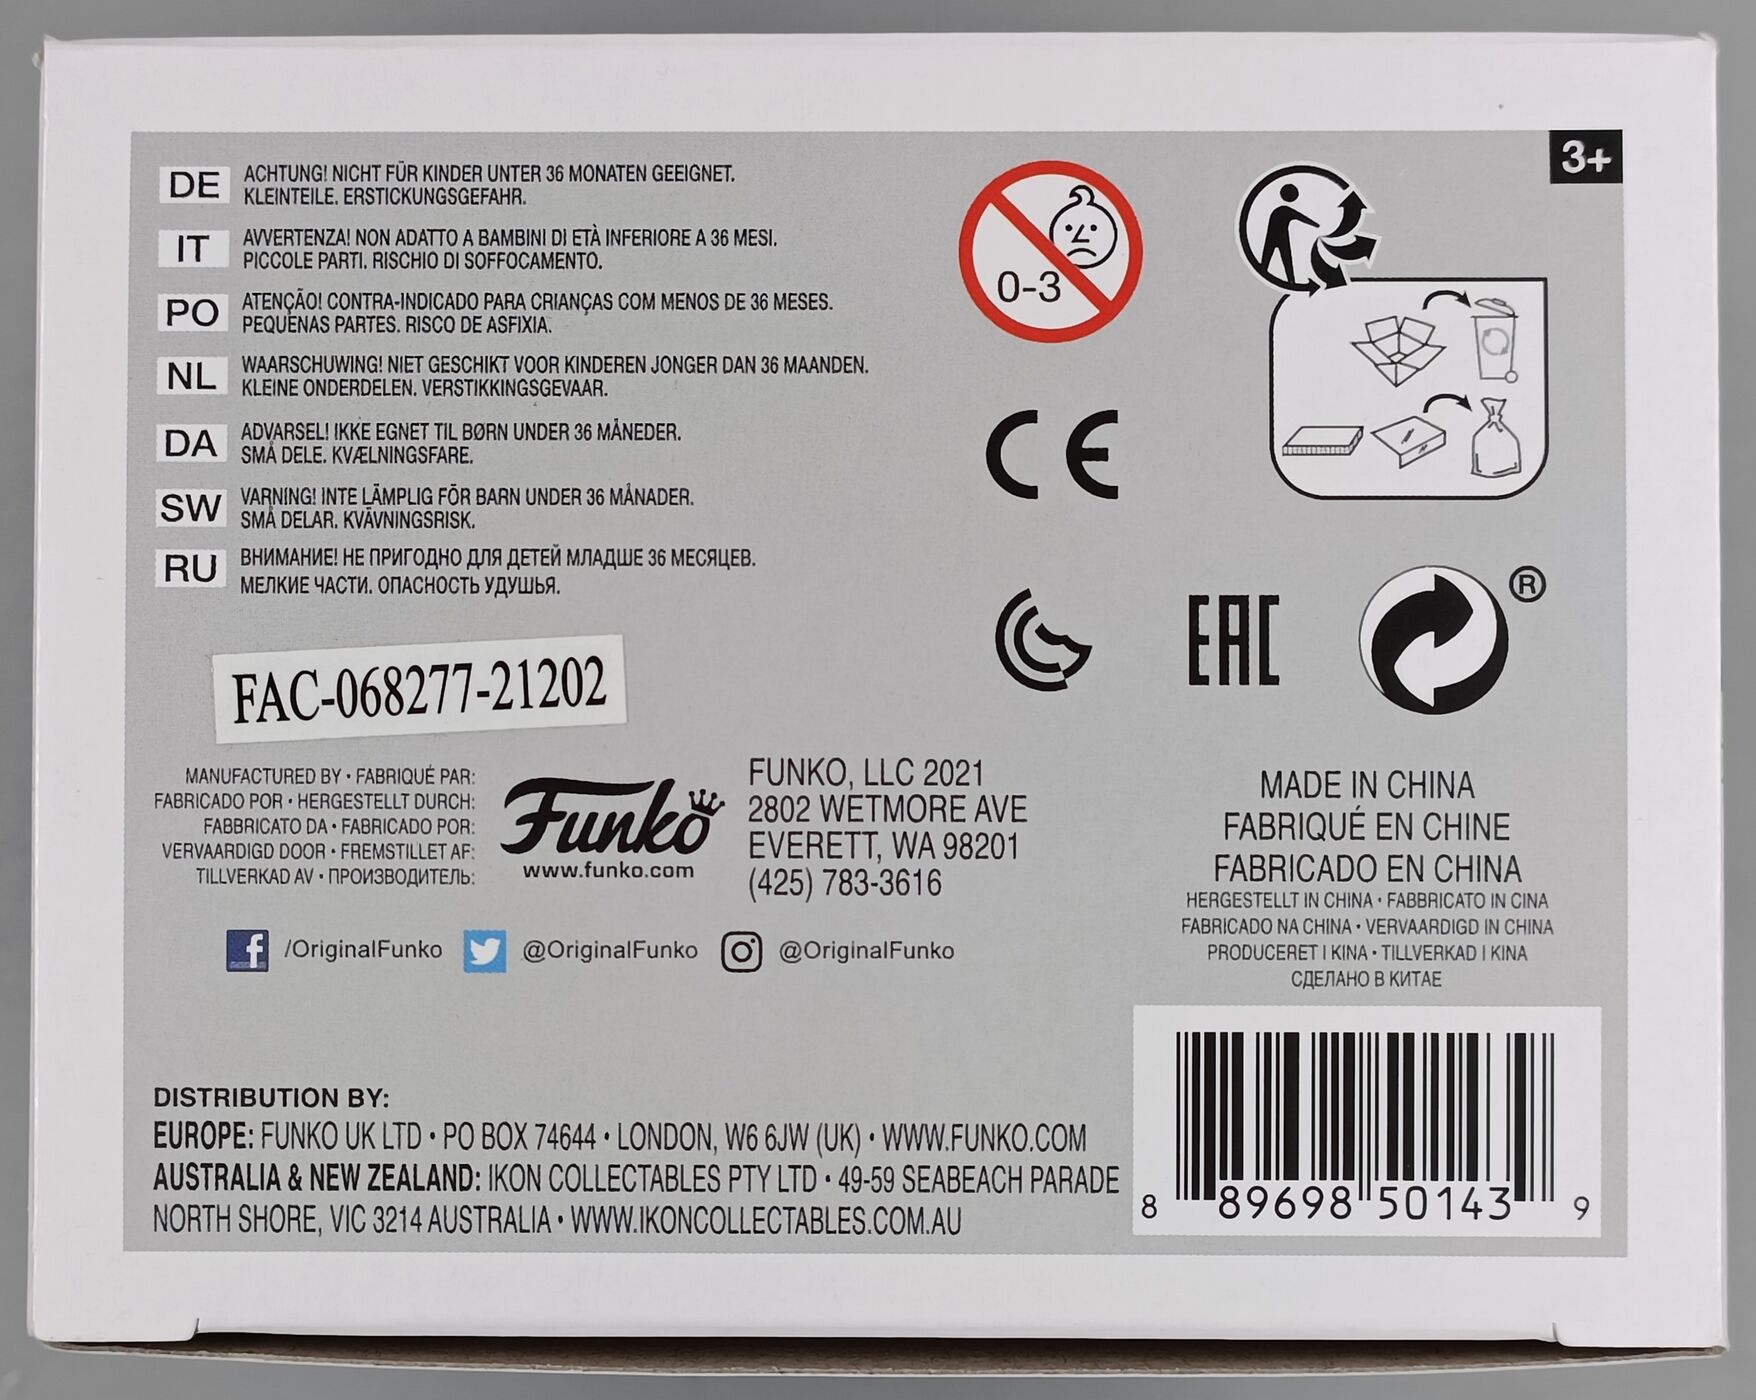 3+
DE
ACHTUNG! NICHT FÜR KINDER UNTER 36 MONATEN GEEIGNET.
KLEINTEILE. ERSTICKUNGSGEFAHR.
IT
AVVERTENZA! NON ADATTO A BAMBINI DI ETÀ INFERIORE A 36 MESI.
PICCOLE PARTI. RISCHIO DI SOFFOCAMENTO.
PO
ATENÇÃO! CONTRA-INDICADO PARA CRIANÇAS COM MENOS DE 36 MESES.
PEQUENAS PARTES. RISCO DE ASFIXIA.
NL
WAARSCHUWING! NIET GESCHIKT VOOR KINDEREN JONGER DAN 36 MAANDEN.
KLEINE ONDERDELEN. VERSTIKKINGSGEVAAR.
DA
ADVARSEL! IKKE EGNET TIL BØRN UNDER 36 MÅNEDER.
SMÅ DELE. KVÆLNINGSFARE.
SW
VARNING! INTE LÄMPLIG FÖR BARN UNDER 36 MÅNADER.
SMÅ DELAR. KVÄVNINGSRISK.
RU
ВНИМАНИЕ! НЕ ПРИГОДНО ДЛЯ ДЕТЕЙ МЛАДШЕ 36 МЕСЯЦЕВ.
МЕЛКИЕ ЧАСТИ. ОПАСНОСТЬ УДУШЬЯ.
0-3
CE
EAC
®
FAC-068277-21202
MANUFACTURED BY • FABRIQUÉ PAR:
FABRICADO POR • HERGESTELLT DURCH:
FABBRICATO DA • FABRICADO POR:
VERVAARDIGD DOOR • FREMSTILLET AF:
TILLVERKAD AV • ПРОИЗВОДИТЕЛЬ:
Funko
www.funko.com
FUNKO, LLC 2021
2802 WETMORE AVE
EVERETT, WA 98201
(425) 783-3616
MADE IN CHINA
FABRIQUÉ EN CHINE
FABRICADO EN CHINA
HERGESTELLT IN CHINA • FABBRICATO IN CINA
FABRICADO NA CHINA • VERVAARDIGD IN CHINA
PRODUCERET I KINA • TILLVERKAD I KINA
СДЕЛАНО В КИТАЕ
/OriginalFunko @OriginalFunko @OriginalFunko
DISTRIBUTION BY:
EUROPE: FUNKO UK LTD • PO BOX 74644 • LONDON, W6 6JW (UK) • WWW.FUNKO.COM
AUSTRALIA & NEW ZEALAND: IKON COLLECTABLES PTY LTD • 49-59 SEABEACH PARADE
NORTH SHORE, VIC 3214 AUSTRALIA • WWW.IKONCOLLECTABLES.COM.AU
8 89698 50143 9